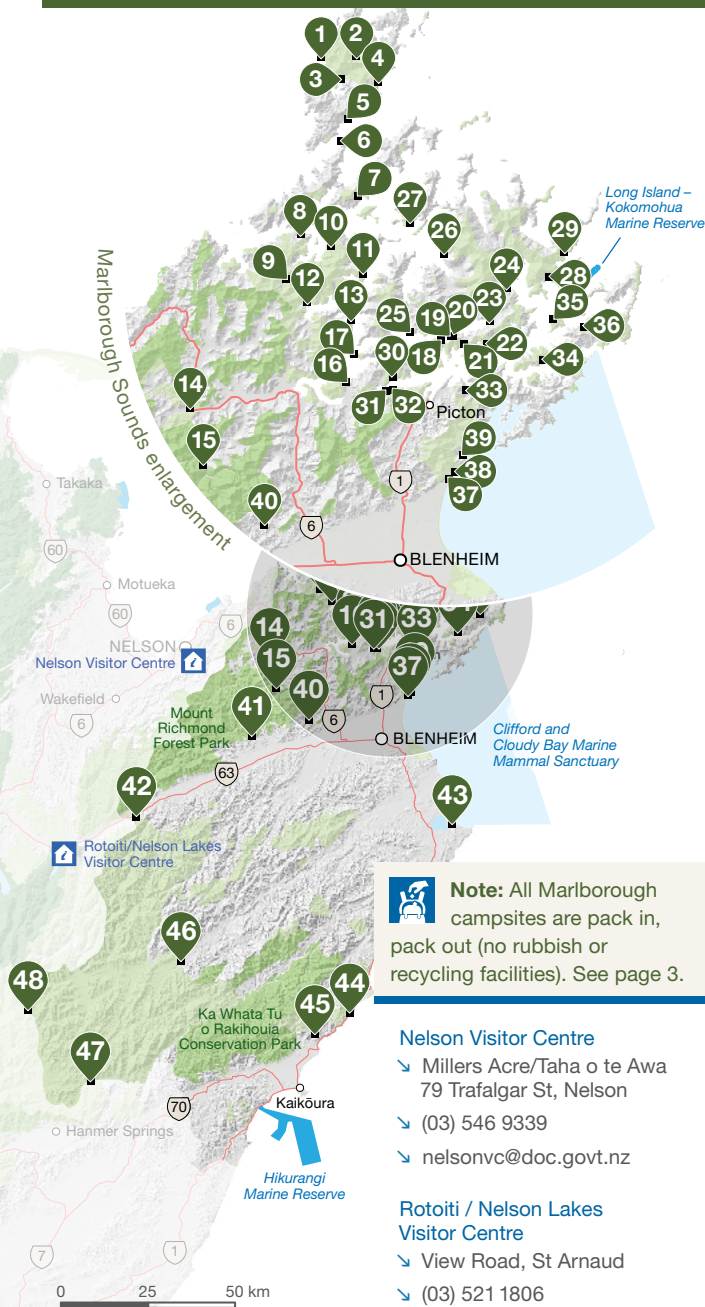 1
2
3
4
5
6
7
8
10
27
26
29
Long Island –
Kokomohua
Marine Reserve
9
12
11
24
28
13
25
19
20
23
35
36
17
16
30
18
21
22
34
14
31
32
33
Picton
Marlborough Sounds enlargement
15
39
38
37
1
40
6
BLENHEIM
Takaka
60
Motueka
60
6
NELSON
Nelson Visitor Centre
14
31
33
15
37
Wakefield
6
40
1
41
Mount
Richmond
Forest Park
6
BLENHEIM
Clifford and
Cloudy Bay Marine
Mammal Sanctuary
63
42
43
Rotoiti/Nelson Lakes
Visitor Centre
Note: All Marlborough
campsites are pack in,
pack out (no rubbish or
recycling facilities). See page 3.
46
48
44
45
Ka Whata Tu
o Rakihouia
Conservation Park
47
70
Kaikōura
Hanmer Springs
Hikurangi
Marine Reserve
7
1
0 25 50 km
Nelson Visitor Centre
↘ Millers Acre/Taha o te Awa
79 Trafalgar St, Nelson
↘ (03) 546 9339
↘ nelsonvc@doc.govt.nz
Rotoiti / Nelson Lakes
Visitor Centre
↘ View Road, St Arnaud
↘ (03) 521 1806